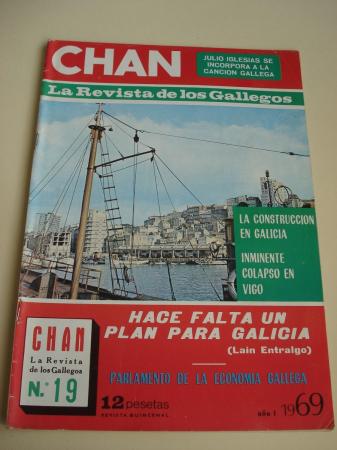 CHAN
JULIO IGLESIAS SE
INCORPORA A LA
CANCION GALLEGA
La Revista de los Gallegos
LA CONSTRUCCION
EN GALICIA
INMINENTE
COLAPSO EN
VIGO
HACE FALTA UN
PLAN PARA GALICIA
(Lain Entralgo)
CHAN
La Revista
de los Gallegos
N.º 19
PARLAMENTO DE LA ECONOMIA GALLEGA
12 pesetas
REVISTA QUINCENAL
año I 1969